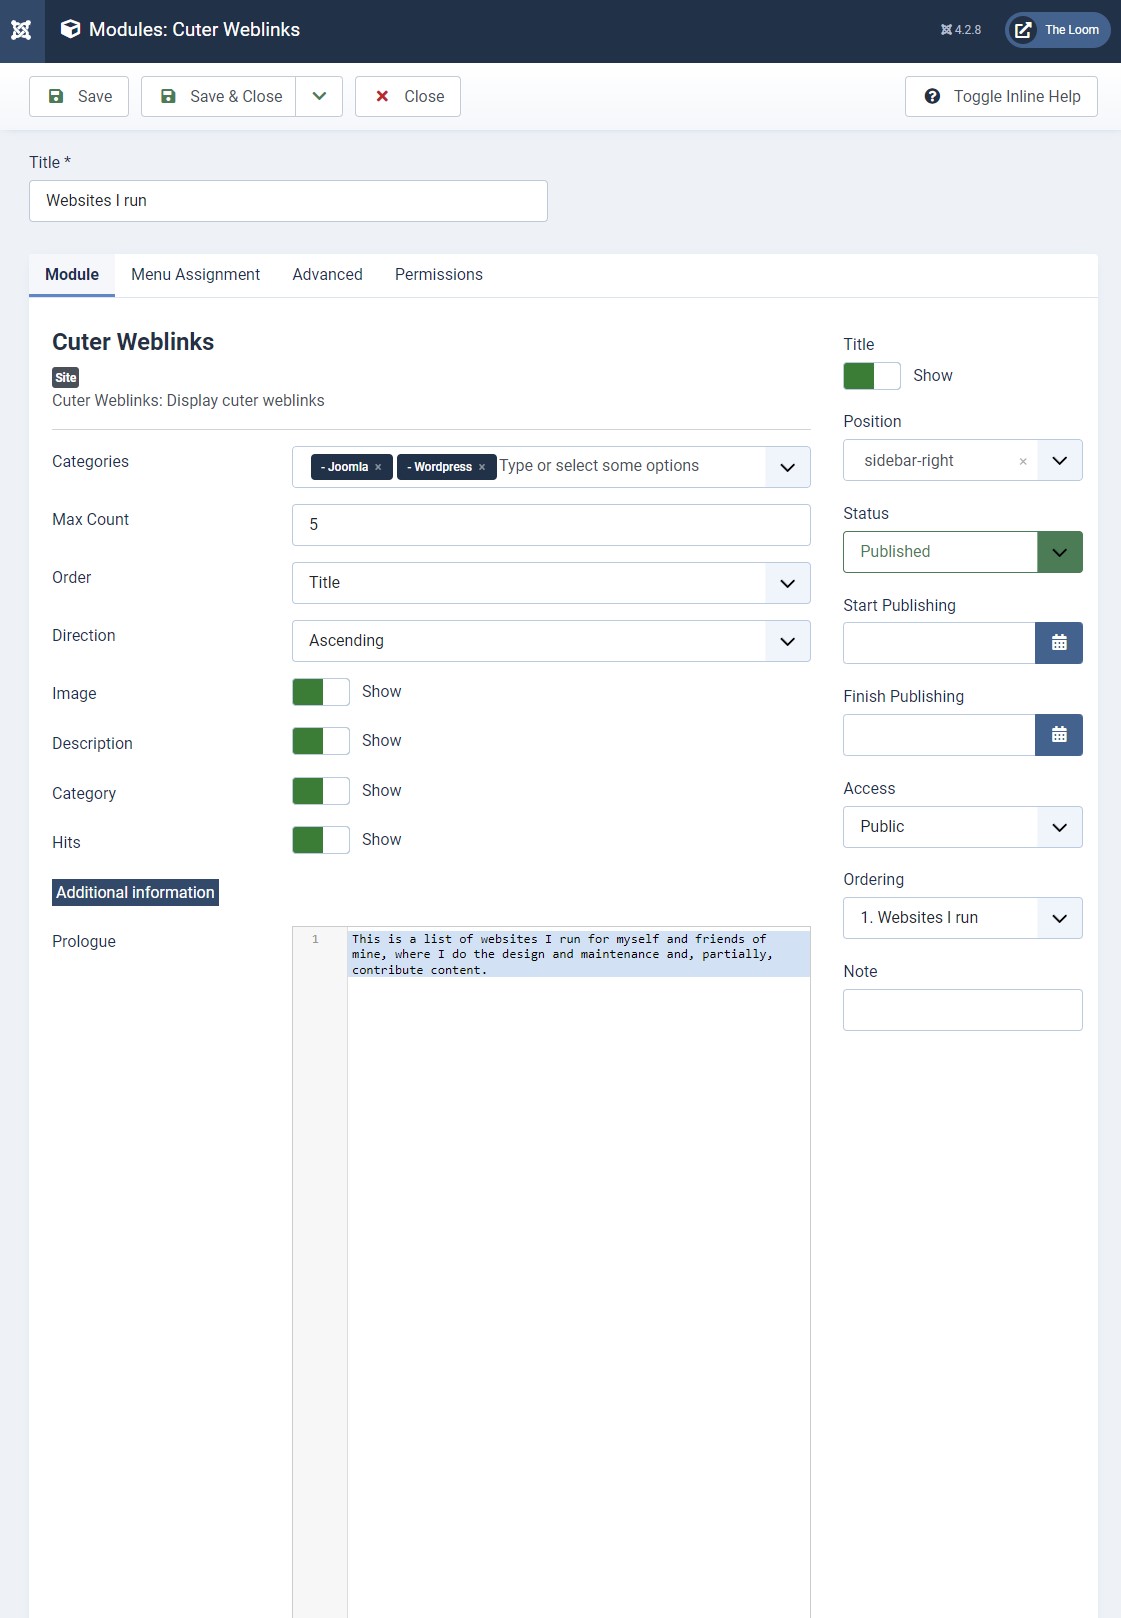 Modules: Cuter Weblinks
4.2.8
The Loom
Save
Save & Close
Close
Toggle Inline Help
Title *
Websites I run
Module
Menu Assignment
Advanced
Permissions
Cuter Weblinks
Site
Cuter Weblinks: Display cuter weblinks
Categories
- Joomla ×
- Wordpress ×
Type or select some options
Max Count
5
Order
Title
Direction
Ascending
Image
Show
Description
Show
Category
Show
Hits
Show
Additional information
Prologue
1
This is a list of websites I run for myself and friends of
mine, where I do the design and maintenance and, partially,
contribute content.
Title
Show
Position
sidebar-right ×
Status
Published
Start Publishing
Finish Publishing
Access
Public
Ordering
1. Websites I run
Note